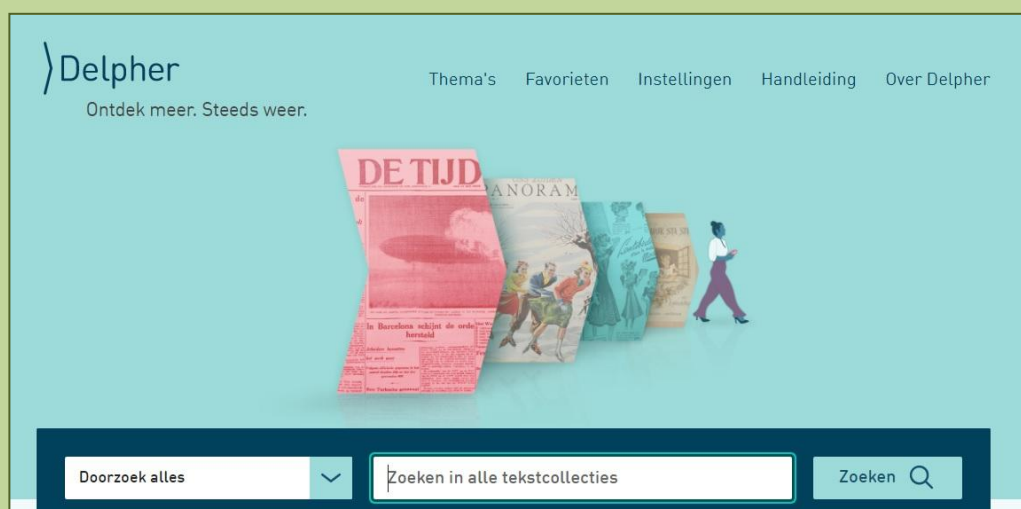 Delpher
Ontdek meer. Steeds weer.
Thema's Favorieten Instellingen Handleiding Over Delpher
DE TIJD
PANORAM
In Barcelona schijnt de orde
hersteld
Doorzoek alles
Zoeken in alle tekstcollecties
Zoeken